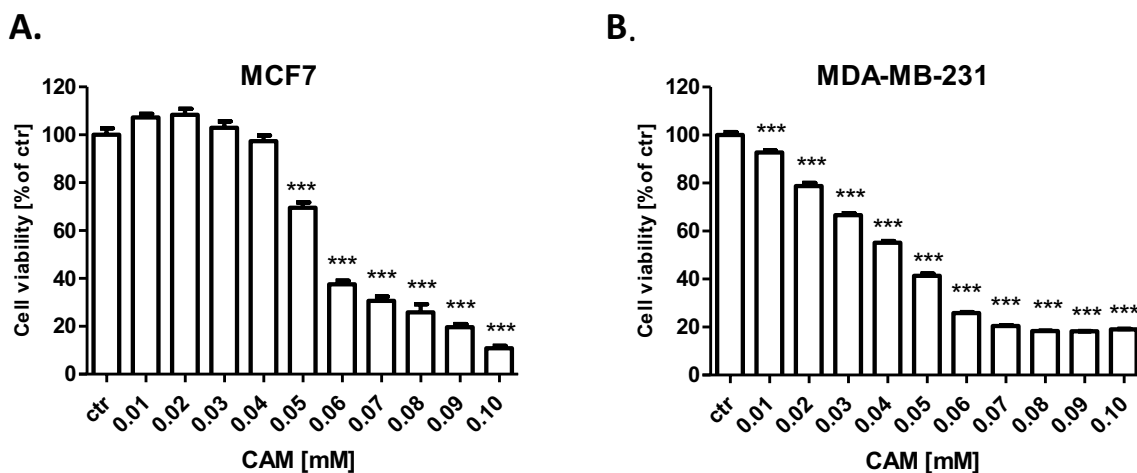 A.
MCF7
Cell viability [% of ctr]
120
100
80
60
40
20
0
*** *** *** *** *** ***
ctr 0.01 0.02 0.03 0.04 0.05 0.06 0.07 0.08 0.09 0.10
CAM [mM]
B.
MDA-MB-231
Cell viability [% of ctr]
120
100
80
60
40
20
0
*** *** *** *** *** *** *** *** *** ***
ctr 0.01 0.02 0.03 0.04 0.05 0.06 0.07 0.08 0.09 0.10
CAM [mM]